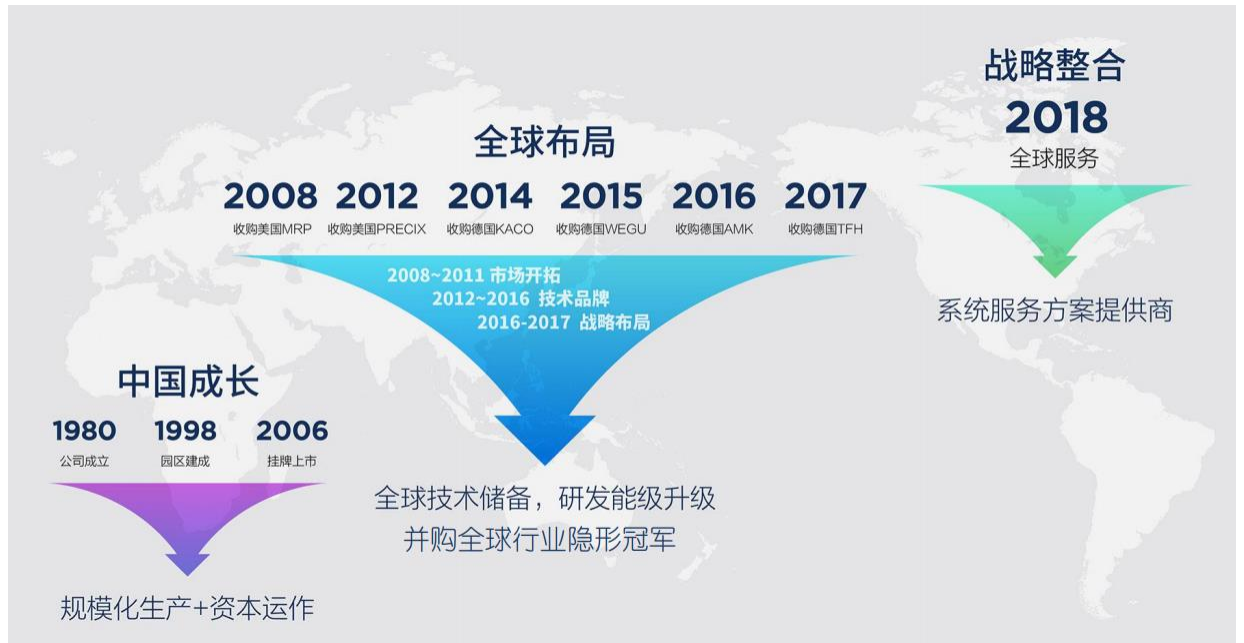 战略整合
2018
全球服务
系统服务方案提供商
全球布局
2008 2012 2014 2015 2016 2017
收购美国MRP 收购美国PRECIX 收购德国KACO 收购德国WEGU 收购德国AMK 收购德国TFH
2008~2011 市场开拓
2012~2016 技术品牌
2016-2017 战略布局
全球技术储备，研发能级升级
并购全球行业隐形冠军
中国成长
1980 1998 2006
公司成立 园区建成 挂牌上市
规模化生产+资本运作